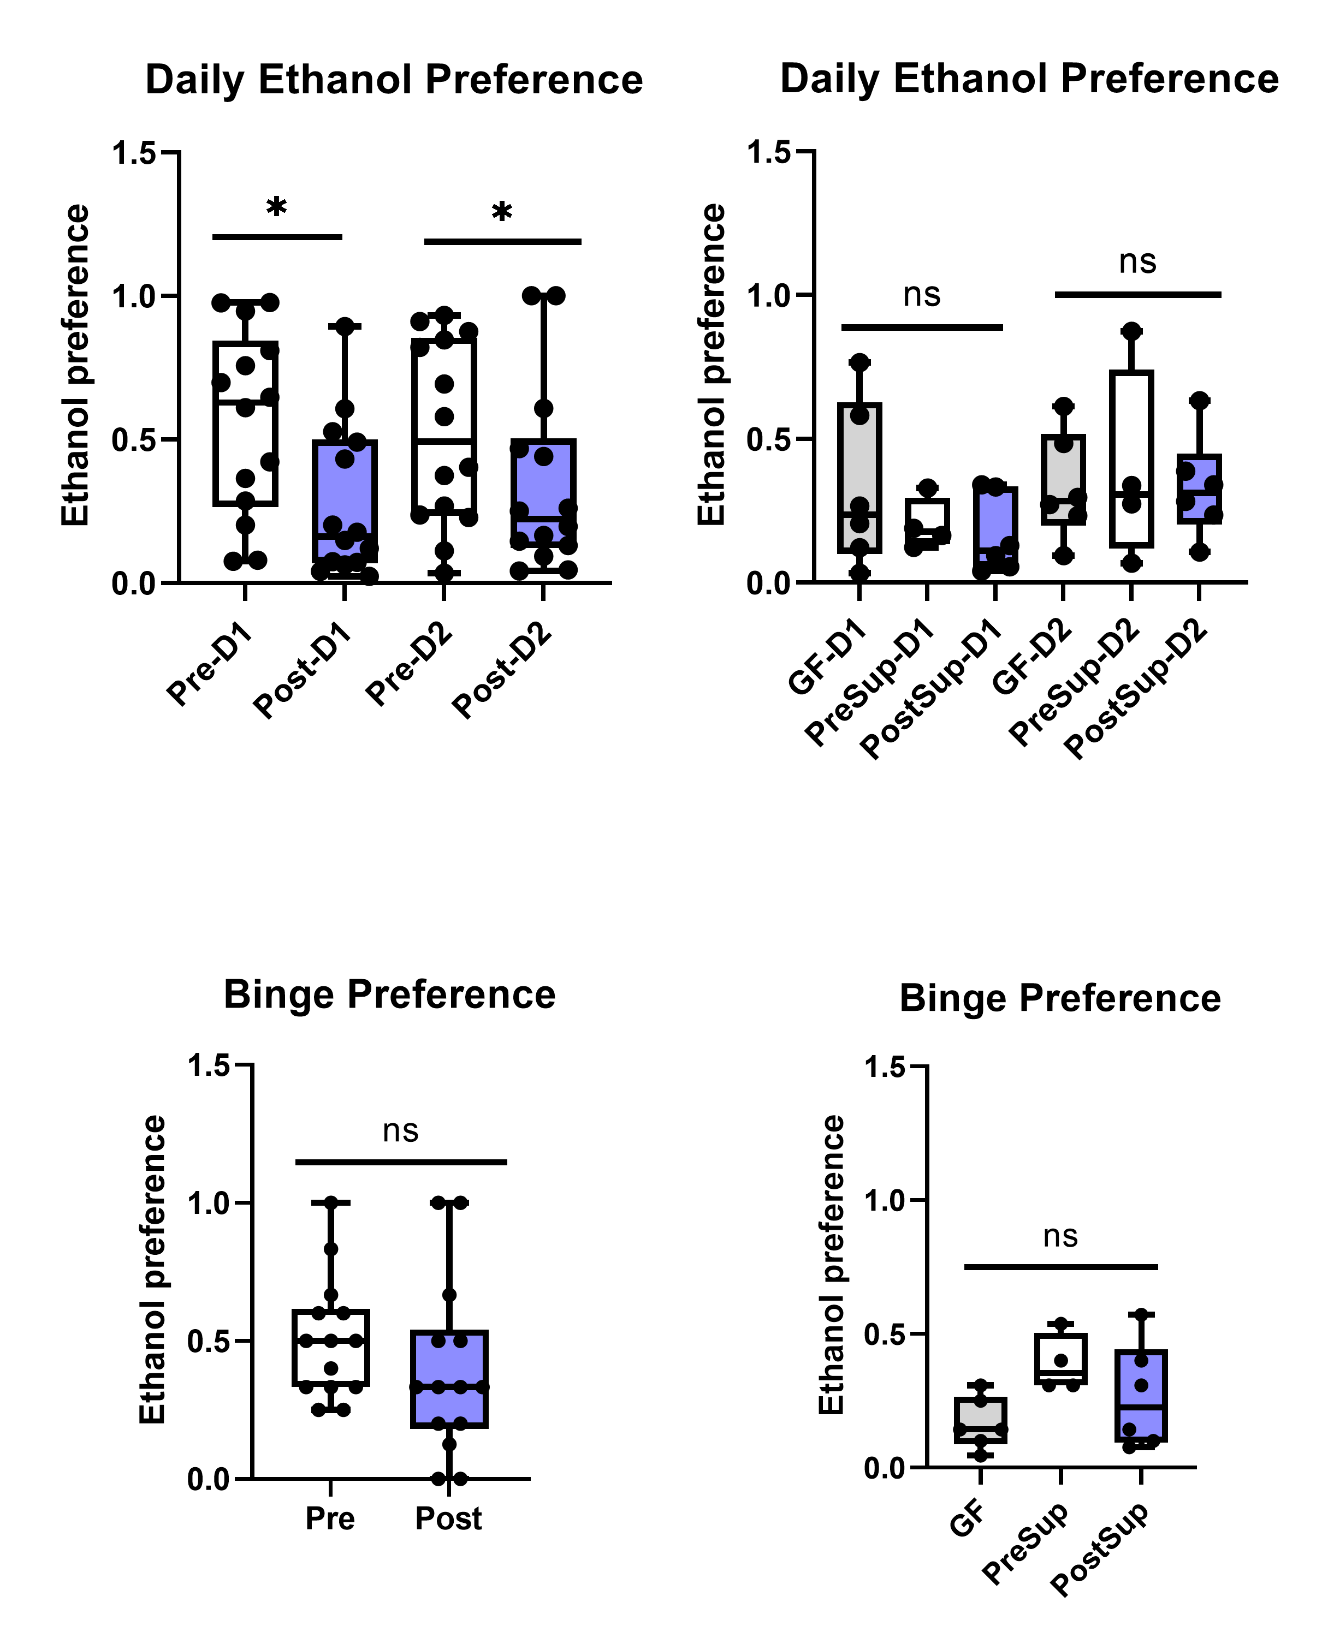 Daily Ethanol Preference
Ethanol preference
1.5
1.0
0.5
0.0
*
*
Pre-D1
Post-D1
Pre-D2
Post-D2
Daily Ethanol Preference
Ethanol preference
1.5
1.0
0.5
0.0
ns
ns
GF-D1
PreSup-D1
PostSup-D1
GF-D2
PreSup-D2
PostSup-D2
Binge Preference
Ethanol preference
1.5
1.0
0.5
0.0
ns
Pre
Post
Binge Preference
Ethanol preference
1.5
1.0
0.5
0.0
ns
GF
PreSup
PostSup